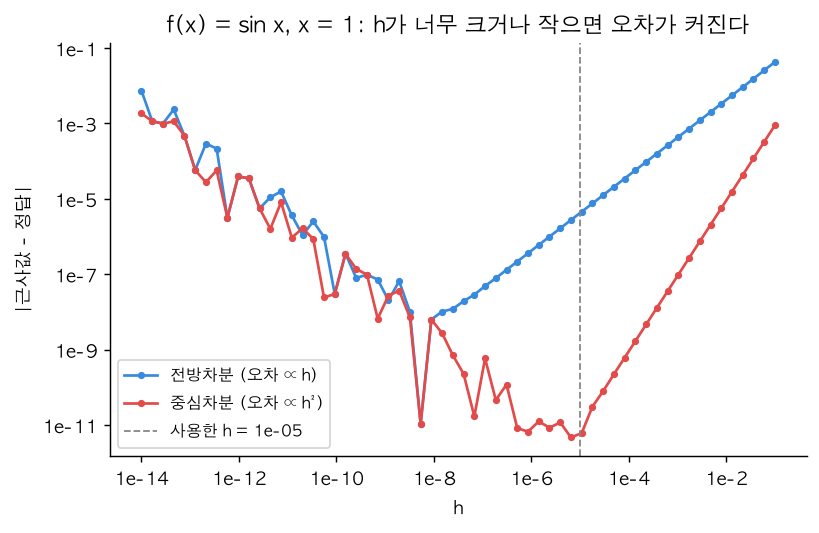 f(x) = sin x, x = 1: h가 너무 크거나 작으면 오차가 커진다
|근사값 - 정답|
1e-1
1e-3
1e-5
1e-7
1e-9
1e-11
전방차분 (오차 ∝ h)
중심차분 (오차 ∝ h²)
사용한 h = 1e-05
1e-14
1e-12
1e-10
1e-8
1e-6
1e-4
1e-2
h